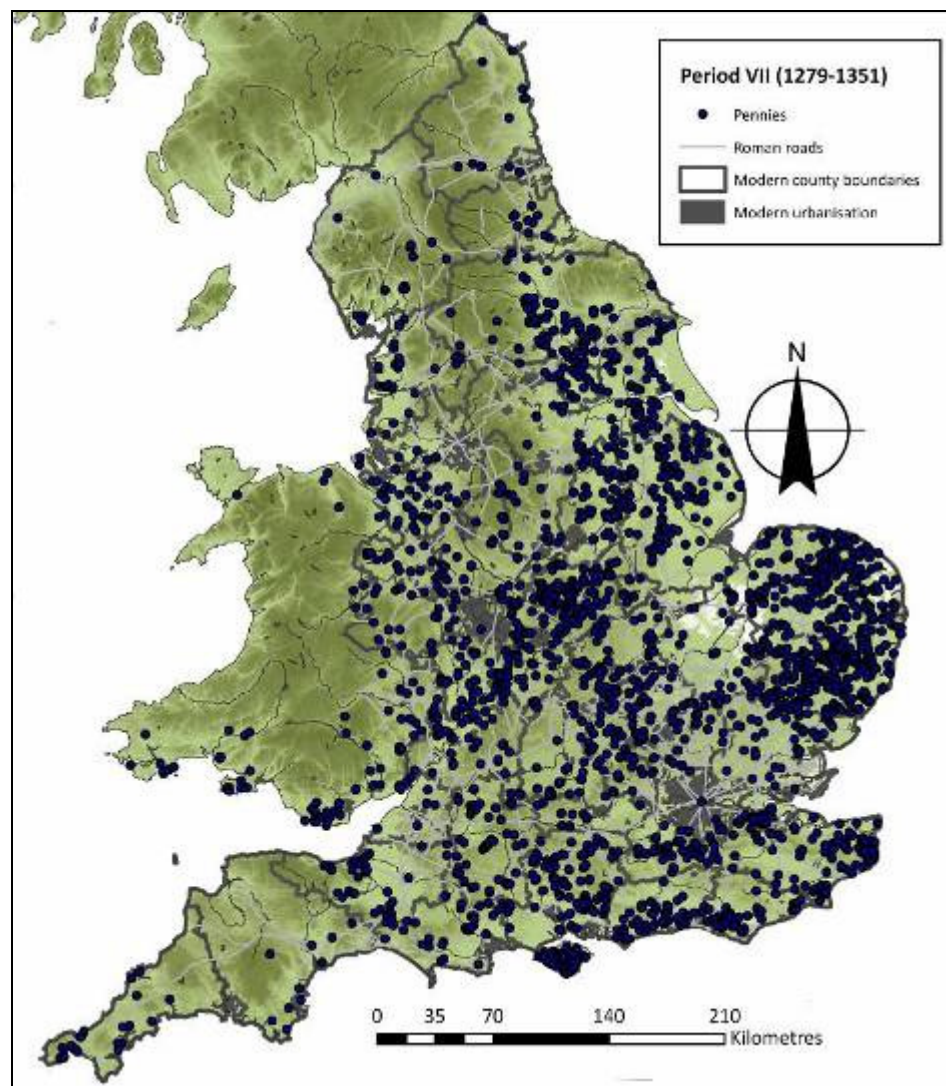 Period VII (1279-1351)
Pennies
Roman roads
Modern county boundaries
Modern urbanisation
N
0 35 70 140 210
Kilometres